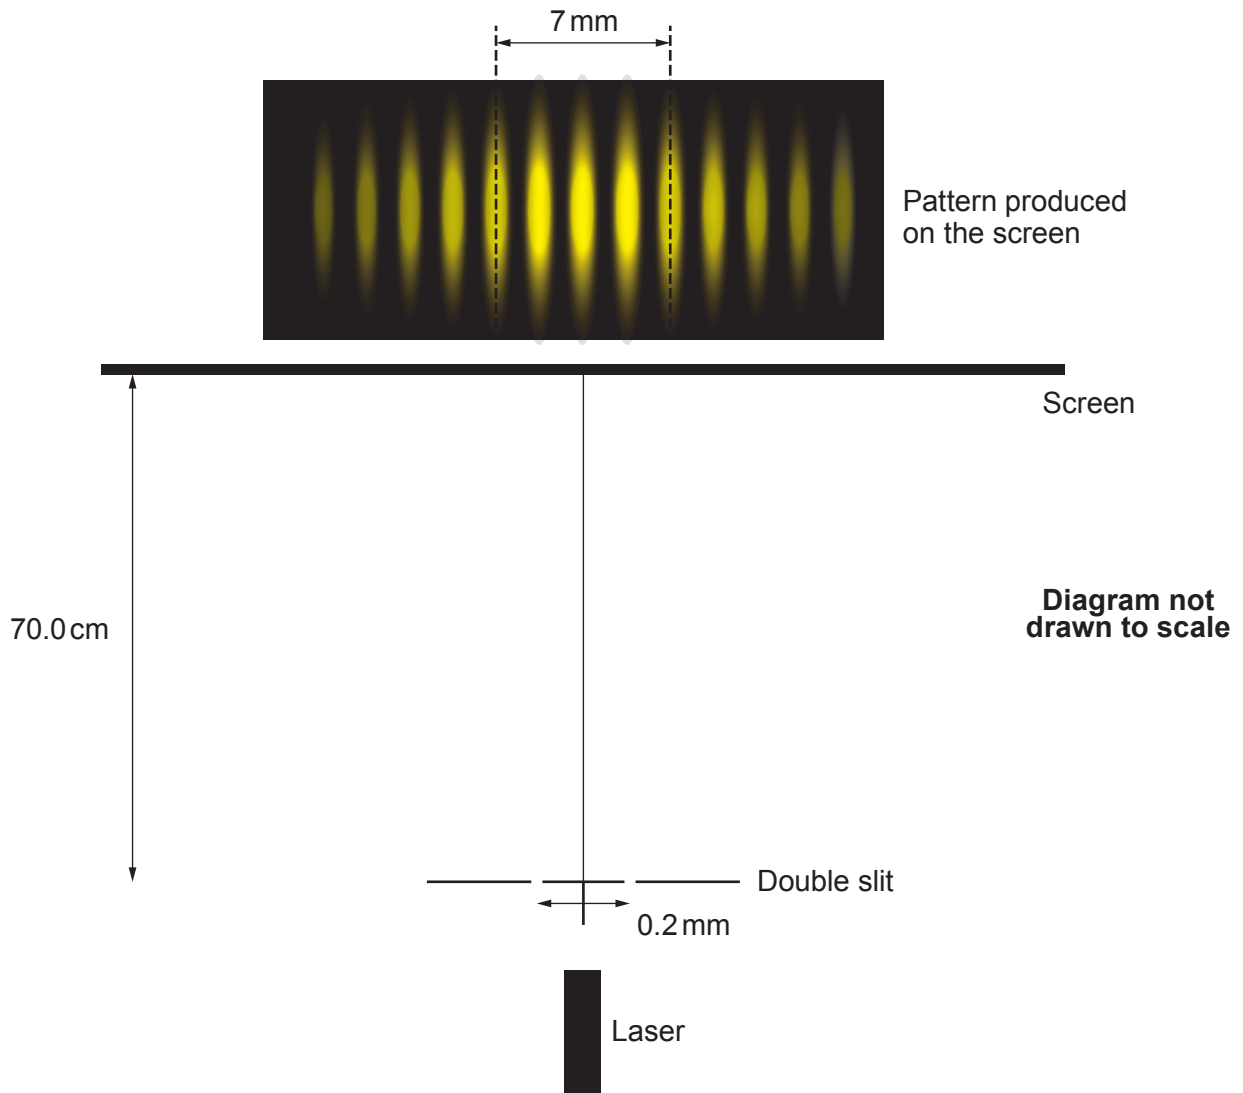 7 mm
Pattern produced
on the screen
Screen
70.0 cm
Diagram not
drawn to scale
Double slit
0.2 mm
Laser